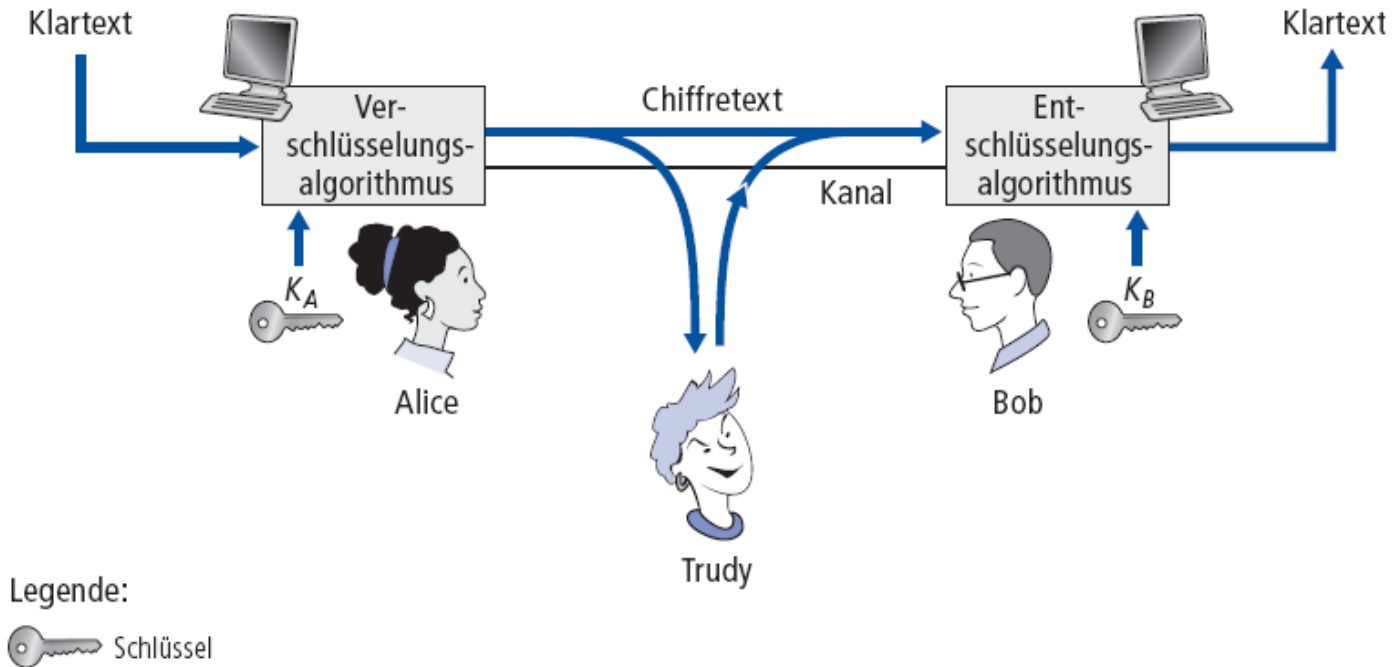 Klartext
Klartext
Ver-
schlüsselungs-
algorithmus
Chiffretext
Kanal
Ent-
schlüsselungs-
algorithmus
K_A
K_B
Alice
Bob
Trudy
Legende:
Schlüssel